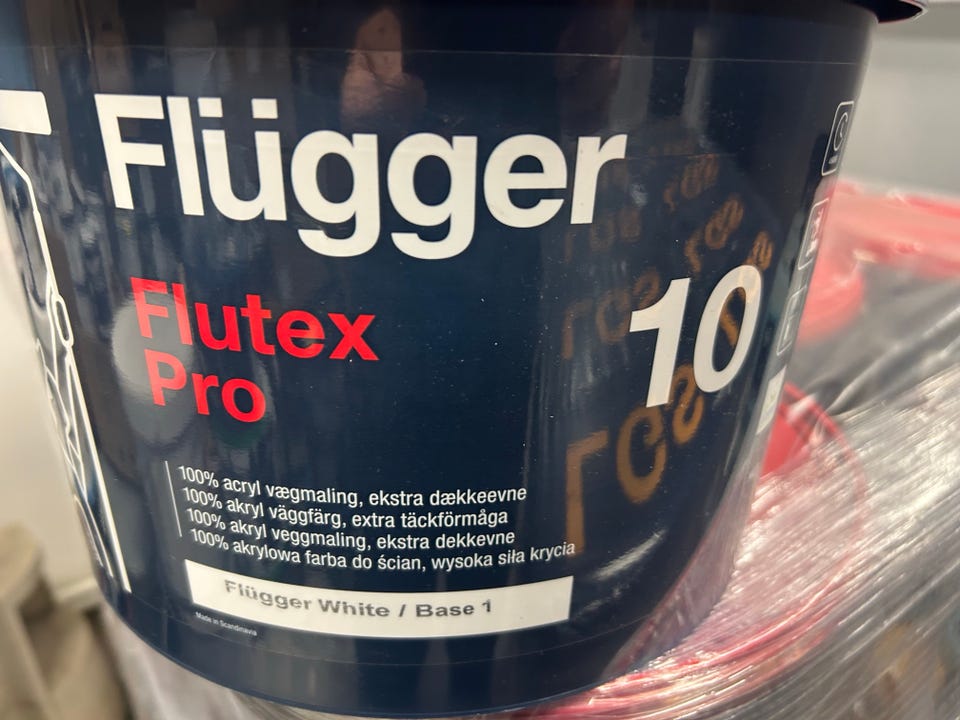 Flügger
Flutex
Pro
10
100% acryl vægmaling, ekstra dækkeevne
100% akryl väggfärg, extra täckförmåga
100% akryl veggmaling, ekstra dekkevne
100% akrylowa farba do ścian, wysoka siła krycia
Flügger White / Base 1
Made in Scandinavia